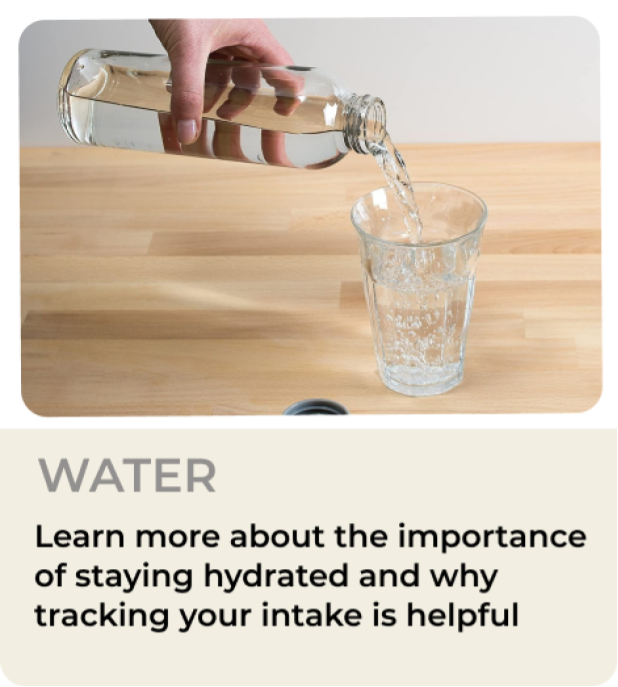 WATER
Learn more about the importance
of staying hydrated and why
tracking your intake is helpful